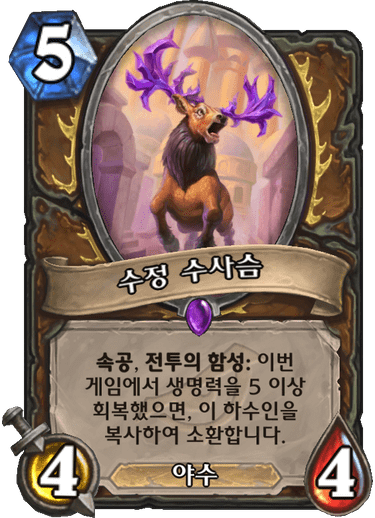 5
수정 수사슴
속공, 전투의 함성: 이번
게임에서 생명력을 5 이상
회복했으면, 이 하수인을
복사하여 소환합니다.
4
야수
4